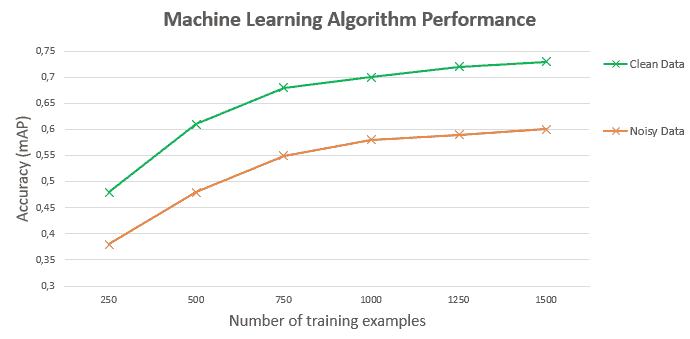 Machine Learning Algorithm Performance
Accuracy (mAP)
0,75
0,7
0,65
0,6
0,55
0,5
0,45
0,4
0,35
0,3
250 500 750 1000 1250 1500
Number of training examples
Clean Data
Noisy Data